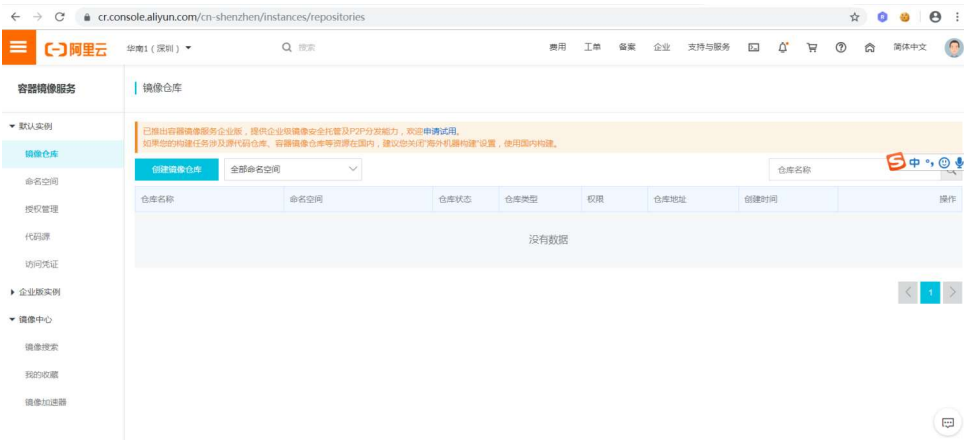 cr.console.aliyun.com/cn-shenzhen/instances/repositories
阿里云 华南1（深圳） 搜索 费用 工单 备案 企业 支持与服务 简体中文
容器镜像服务
镜像仓库
默认实例
镜像仓库
命名空间
授权管理
代码源
访问凭证
企业版实例
镜像中心
镜像搜索
我的收藏
镜像加速器
已推出容器镜像服务企业版，提供企业级镜像安全托管及P2P分发能力，欢迎申请试用。
如果您的构建任务涉及源代码仓库、容器镜像仓库等资源在国内，建议您关闭"海外机器构建"设置，使用国内构建。
创建镜像仓库 全部命名空间 仓库名称
中
仓库名称 命名空间 仓库状态 仓库类型 权限 仓库地址 创建时间 操作
没有数据
1